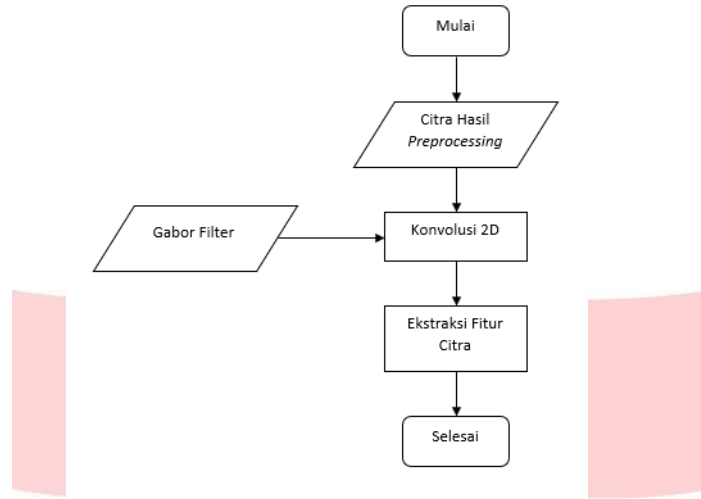 Mulai
Citra Hasil
Preprocessing
Gabor Filter
Konvolusi 2D
Ekstraksi Fitur
Citra
Selesai